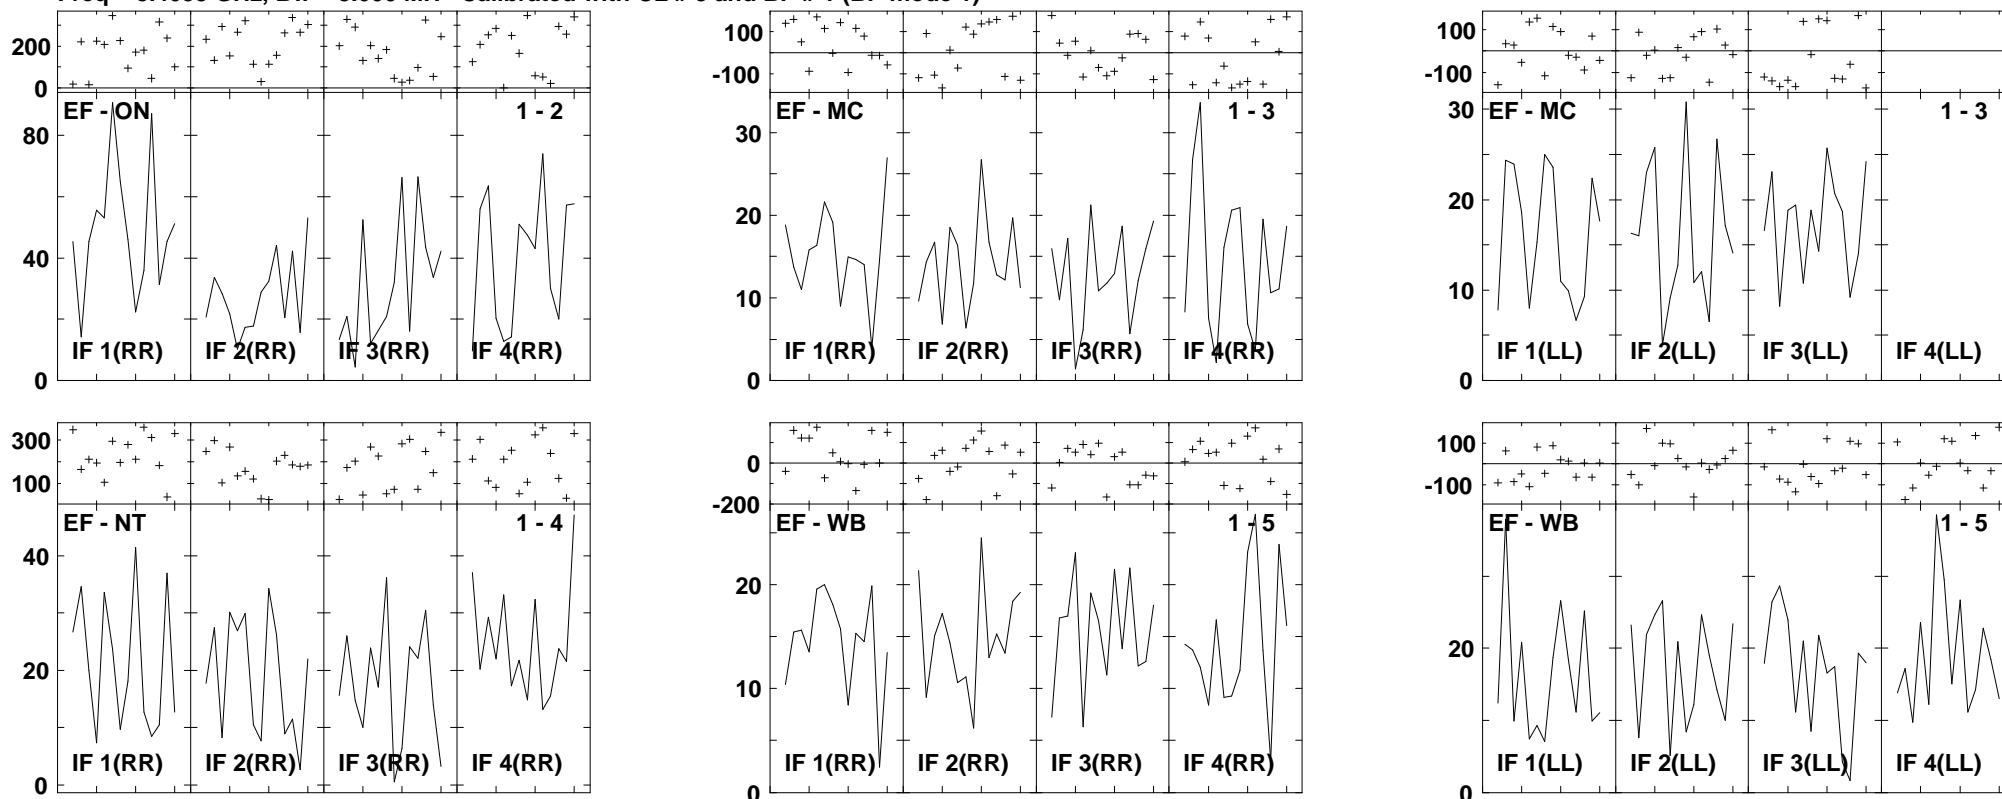 200
0
EF - ON
1 - 2
80
40
0
IF 1(RR)
IF 2(RR)
IF 3(RR)
IF 4(RR)
100
-100
EF - MC
1 - 3
30
20
10
0
IF 1(RR)
IF 2(RR)
IF 3(RR)
IF 4(RR)
100
-100
30
EF - MC
1 - 3
20
10
0
IF 1(LL)
IF 2(LL)
IF 3(LL)
IF 4(LL)
300
100
EF - NT
1 - 4
40
20
0
IF 1(RR)
IF 2(RR)
IF 3(RR)
IF 4(RR)
0
-200
EF - WB
1 - 5
20
10
0
IF 1(RR)
IF 2(RR)
IF 3(RR)
IF 4(RR)
100
-100
EF - WB
1 - 5
20
0
IF 1(LL)
IF 2(LL)
IF 3(LL)
IF 4(LL)